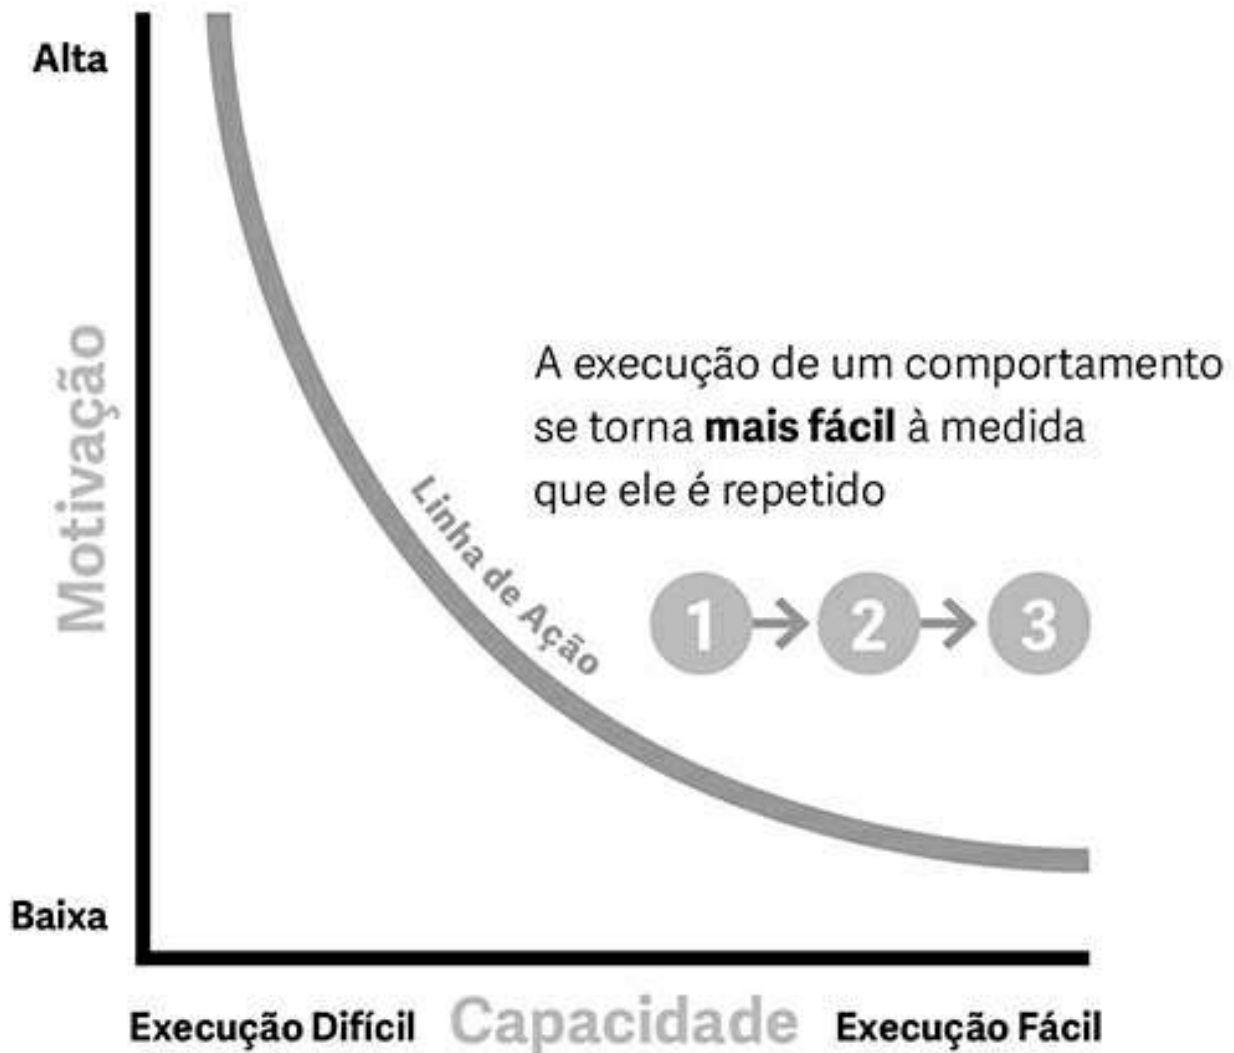 Alta
Motivação
A execução de um comportamento
se torna mais fácil à medida
que ele é repetido
Linha de Ação
1 2 3
Baixa
Execução Difícil Capacidade Execução Fácil